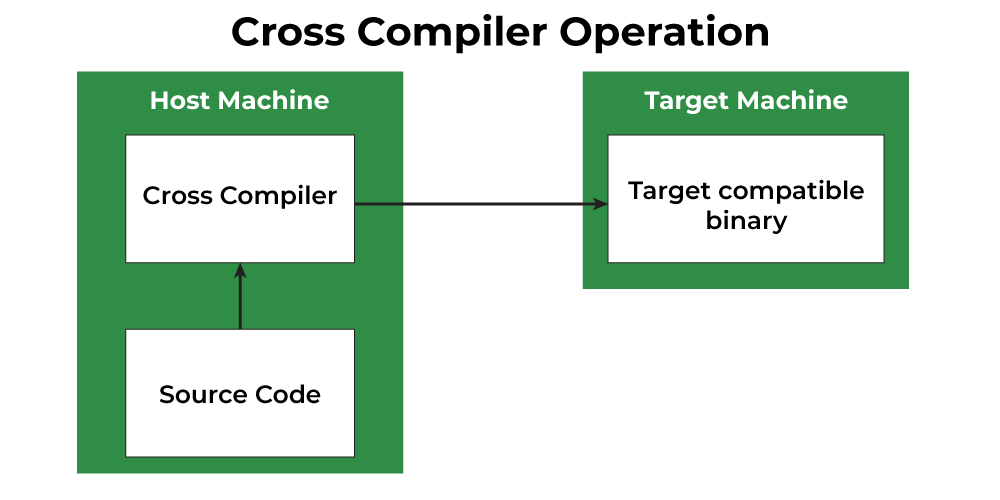 Cross Compiler Operation
Host Machine
Cross Compiler
Source Code
Target Machine
Target compatible
binary